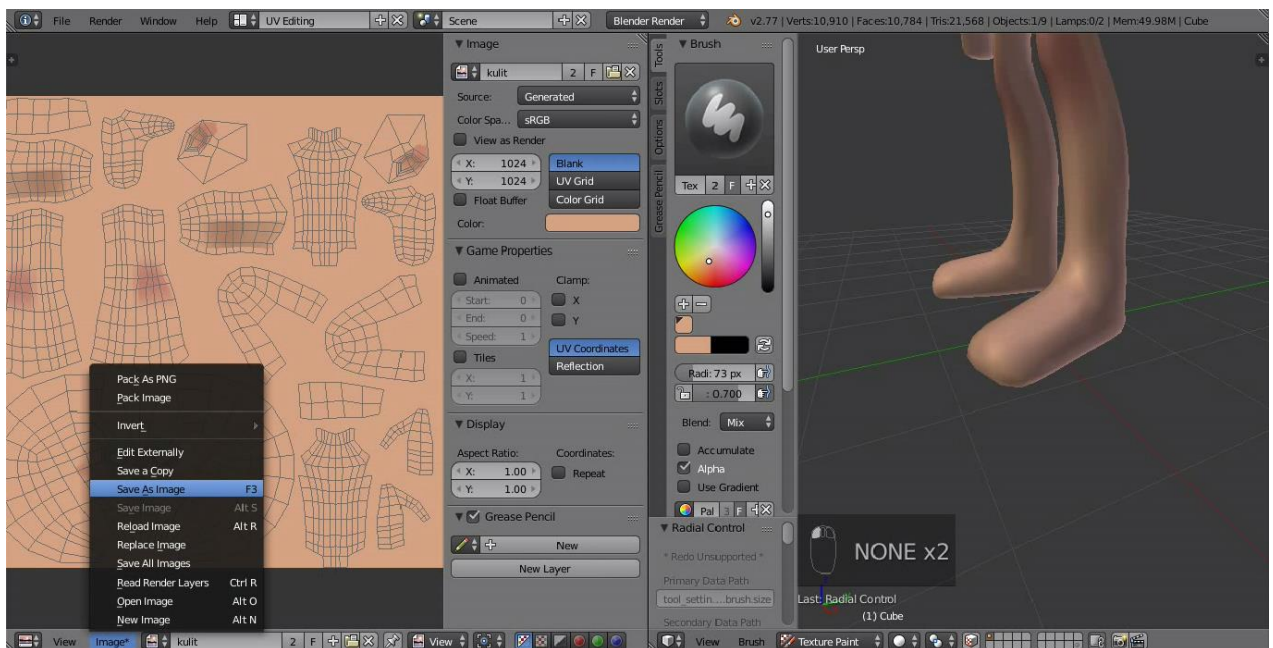 File Render Window Help UV Editing Scene Blender Render v2.77 | Verts:10,910 | Faces:10,784 | Tris:21,568 | Objects:1/9 | Lamps:0/2 | Mem:49.98M | Cube
Image
kulit 2 F
Source: Generated
Color Spa... sRGB
View as Render
X: 1024 Blank
Y: 1024 UV Grid
Float Buffer Color Grid
Color:
Game Properties
Animated Clamp:
Start: 0 X
End: 0 Y
Speed: 1
UV Coordinates
Tiles Reflection
X: 1
Y: 1
Display
Aspect Ratio: Coordinates:
X: 1.00 Repeat
Y: 1.00
Grease Pencil
New
New Layer
Pack As PNG
Pack Image
Invert
Edit Externally
Save a Copy
Save As Image F3
Save Image Alt S
Reload Image Alt R
Replace Image
Save All Images
Read Render Layers Ctrl R
Open Image Alt O
New Image Alt N
View Image* kulit 2 F View
Tools
Slots
Options
Grease Pencil
Brush
Tex 2 F
Radi: 73 px
: 0.700
Blend: Mix
Accumulate
Alpha
Use Gradient
Pal 3 F
Radial Control
* Redo Unsupported *
Primary Data Path
tool_settin....brush.size
Secondary Data Path
User Persp
NONE x2
Last: Radial Control
(1) Cube
View Brush Texture Paint